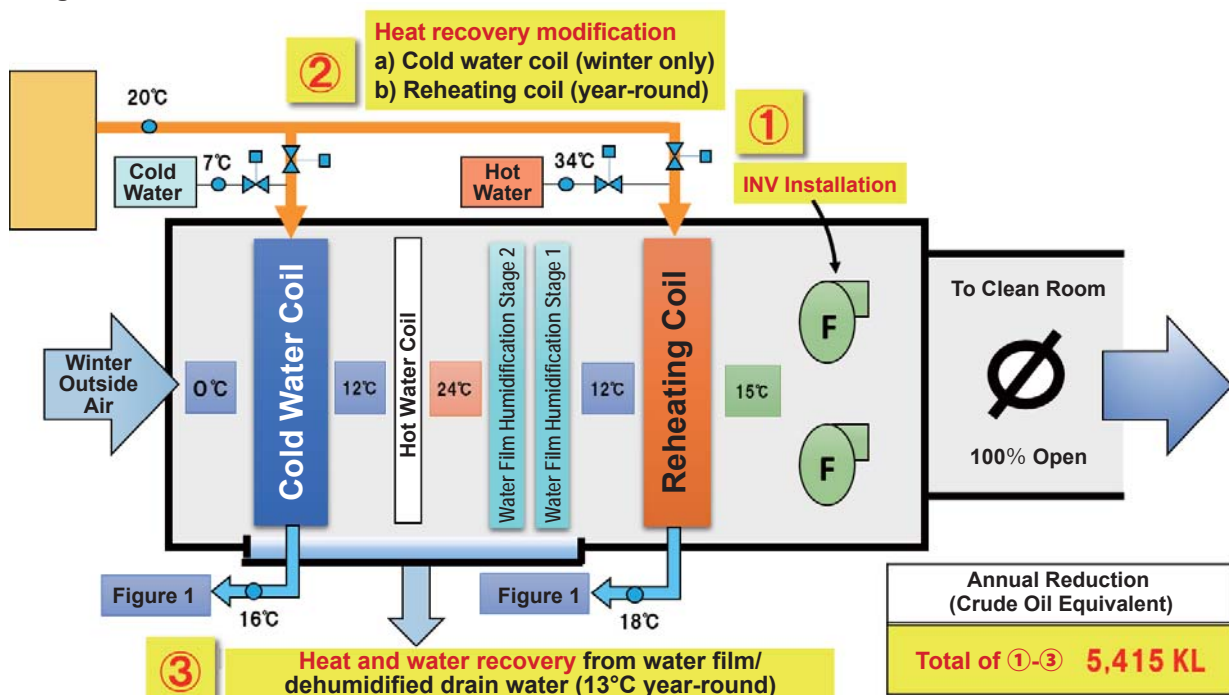 ②
Heat recovery modification
a) Cold water coil (winter only)
b) Reheating coil (year-round)
①
INV Installation
20℃
Cold
Water
7℃
Hot
Water
34℃
Winter
Outside
Air
0℃
Cold Water Coil
12℃
Hot Water Coil
24℃
Water Film Humidification Stage 2
Water Film Humidification Stage 1
12℃
Reheating Coil
15℃
F
F
To Clean Room
100% Open
Figure 1
16℃
Figure 1
18℃
③
Heat and water recovery from water film/
dehumidified drain water (13°C year-round)
Annual Reduction
(Crude Oil Equivalent)
Total of ①-③ 5,415 KL